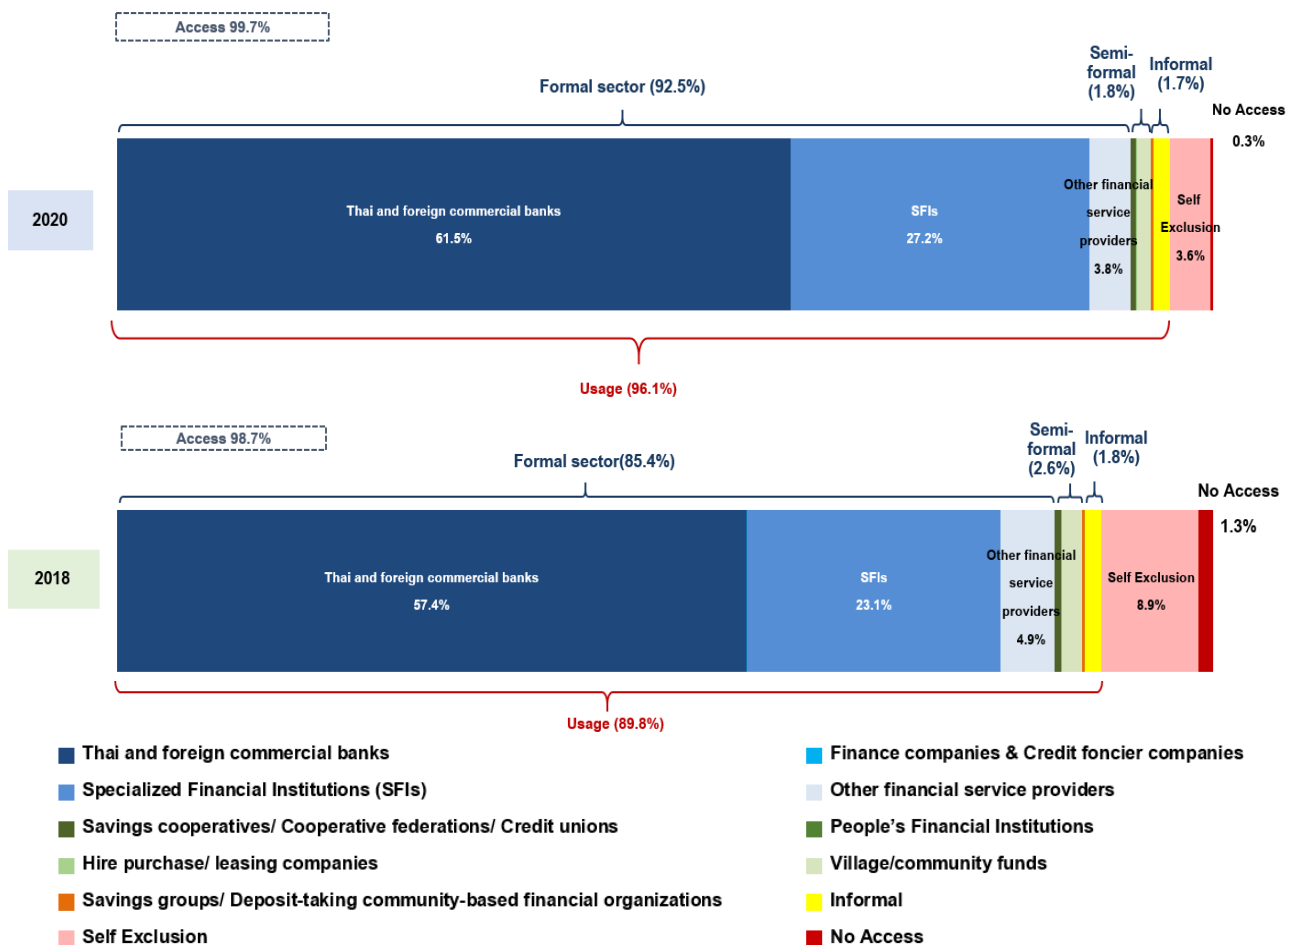 Access 99.7%
Formal sector (92.5%)
Semi-
formal
(1.8%)
Informal
(1.7%)
No Access
0.3%
2020
Thai and foreign commercial banks
61.5%
SFIs
27.2%
Other financial
service
providers
3.8%
Self
Exclusion
3.6%
Usage (96.1%)
Access 98.7%
Formal sector(85.4%)
Semi-
formal
(2.6%)
Informal
(1.8%)
No Access
1.3%
2018
Thai and foreign commercial banks
57.4%
SFIs
23.1%
Other financial
service
providers
4.9%
Self Exclusion
8.9%
Usage (89.8%)
Thai and foreign commercial banks
Finance companies & Credit foncier companies
Specialized Financial Institutions (SFIs)
Other financial service providers
Savings cooperatives/ Cooperative federations/ Credit unions
People's Financial Institutions
Hire purchase/ leasing companies
Village/community funds
Savings groups/ Deposit-taking community-based financial organizations
Informal
Self Exclusion
No Access